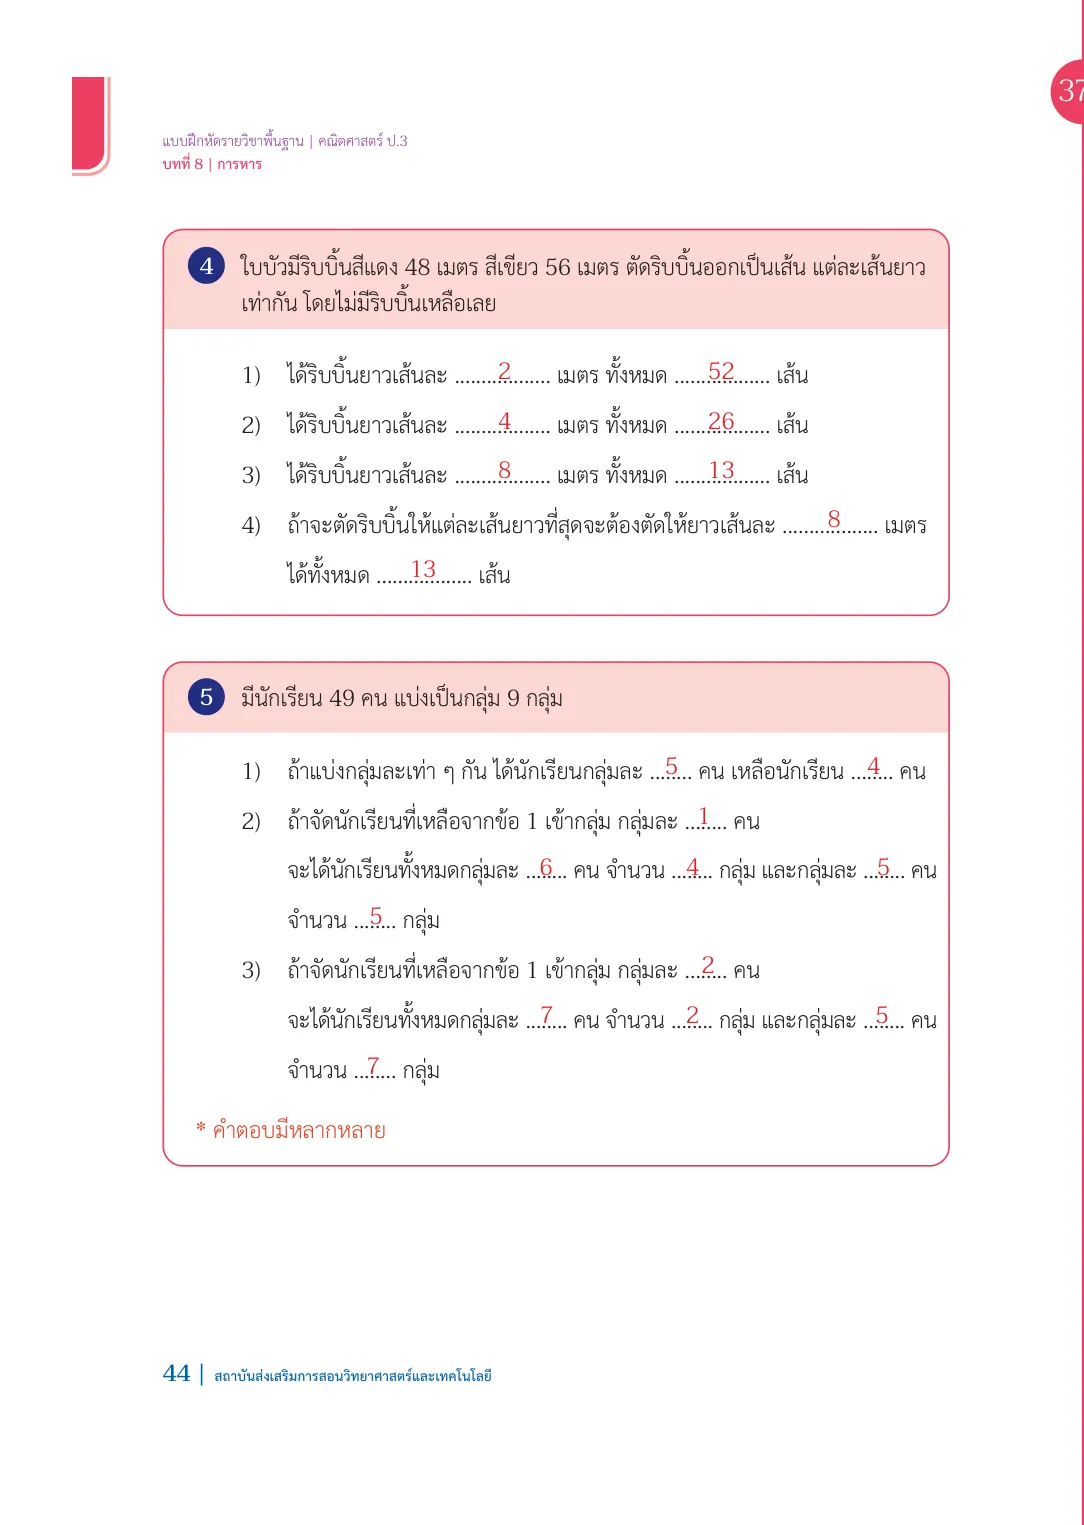 37
แบบฝึกหัดรายวิชาพื้นฐาน | คณิตศาสตร์ ป.3
บทที่ 8 | การหาร
4 ใบบัวมีริบบิ้นสีแดง 48 เมตร สีเขียว 56 เมตร ตัดริบบิ้นออกเป็นเส้น แต่ละเส้นยาว
เท่ากัน โดยไม่มีริบบิ้นเหลือเลย
1) ได้ริบบิ้นยาวเส้นละ ........2........ เมตร ทั้งหมด ........52........ เส้น
2) ได้ริบบิ้นยาวเส้นละ ........4........ เมตร ทั้งหมด ........26........ เส้น
3) ได้ริบบิ้นยาวเส้นละ ........8........ เมตร ทั้งหมด ........13........ เส้น
4) ถ้าจะตัดริบบิ้นให้แต่ละเส้นยาวที่สุดจะต้องตัดให้ยาวเส้นละ ........8........ เมตร
ได้ทั้งหมด ........13........ เส้น
5 มีนักเรียน 49 คน แบ่งเป็นกลุ่ม 9 กลุ่ม
1) ถ้าแบ่งกลุ่มละเท่า ๆ กัน ได้นักเรียนกลุ่มละ ...5... คน เหลือนักเรียน ...4... คน
2) ถ้าจัดนักเรียนที่เหลือจากข้อ 1 เข้ากลุ่ม กลุ่มละ ...1... คน
จะได้นักเรียนทั้งหมดกลุ่มละ ...6... คน จำนวน ...4... กลุ่ม และกลุ่มละ ...5... คน
จำนวน ...5... กลุ่ม
3) ถ้าจัดนักเรียนที่เหลือจากข้อ 1 เข้ากลุ่ม กลุ่มละ ...2... คน
จะได้นักเรียนทั้งหมดกลุ่มละ ...7... คน จำนวน ...2... กลุ่ม และกลุ่มละ ...5... คน
จำนวน ...7... กลุ่ม
* คำตอบมีหลากหลาย
44 | สถาบันส่งเสริมการสอนวิทยาศาสตร์และเทคโนโลยี